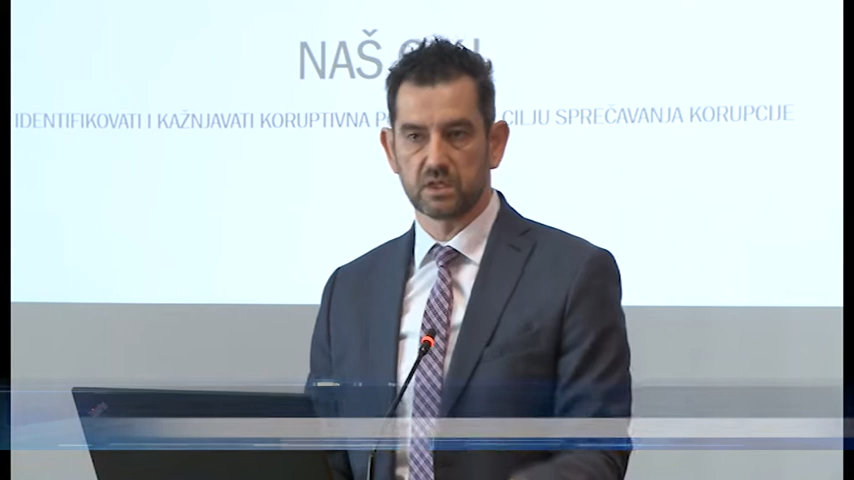 NAŠ
IDENTIFIKOVATI I KAŽNJAVATI KORUPTIVNA CILJU SPREČAVANJA KORUPCIJE